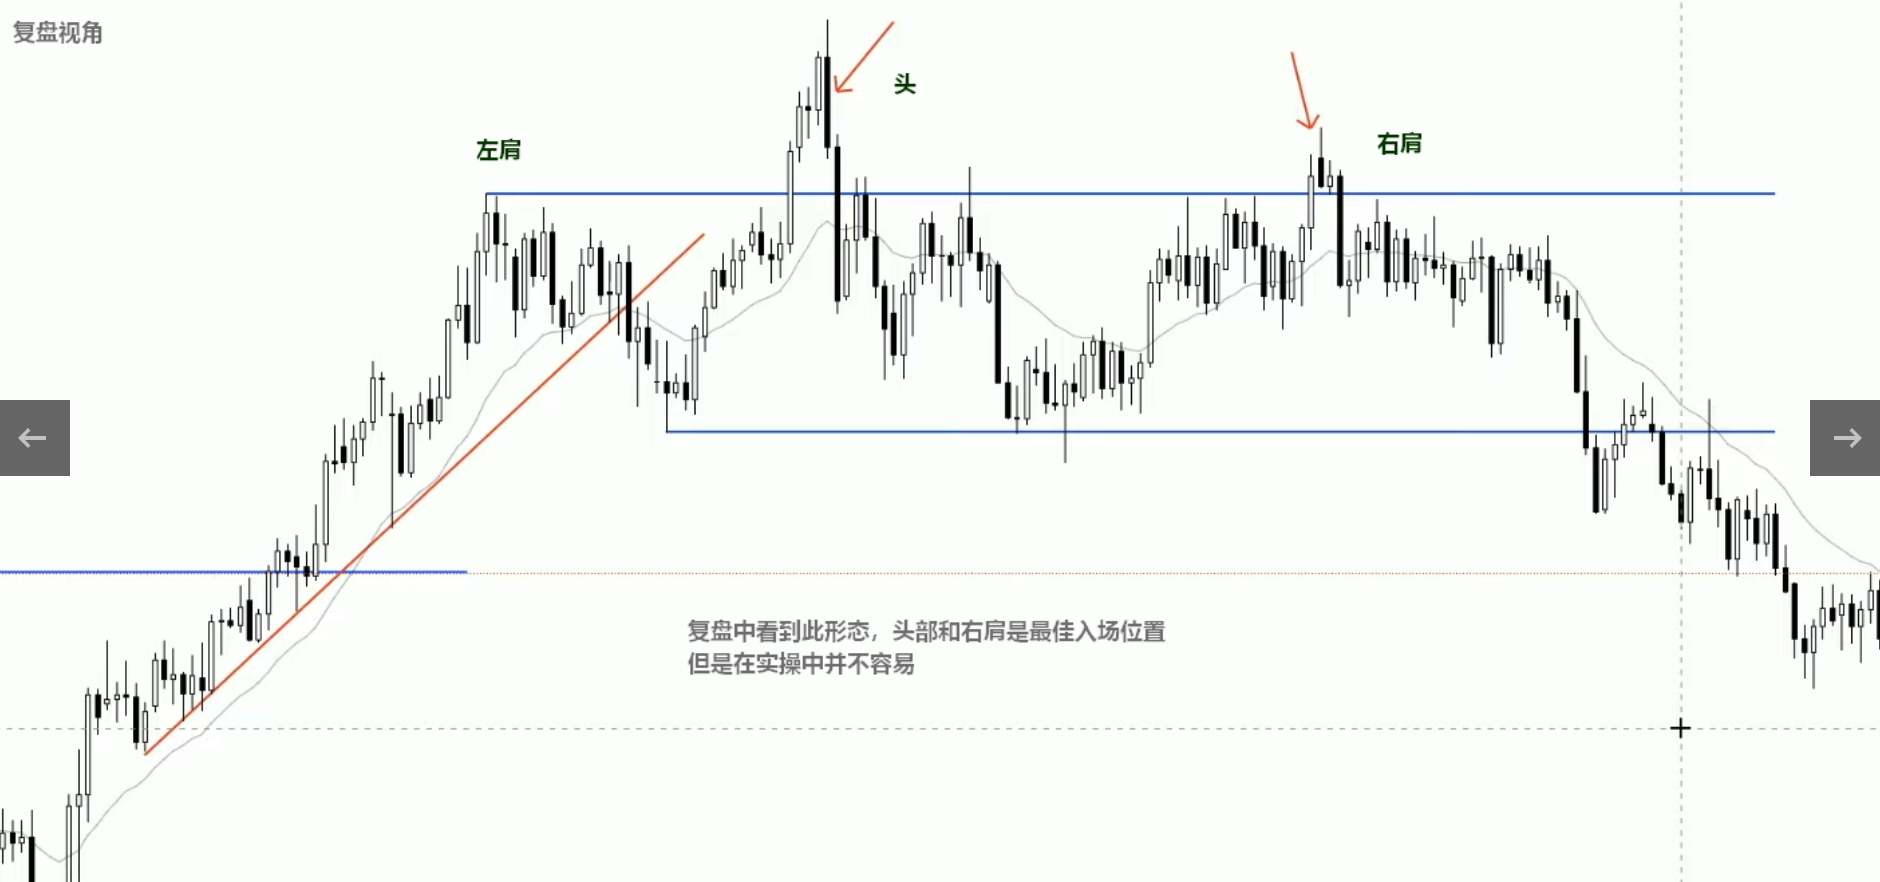 复盘视角
头
左肩
右肩
复盘中看到此形态，头部和右肩是最佳入场位置
但是在实操中并不容易